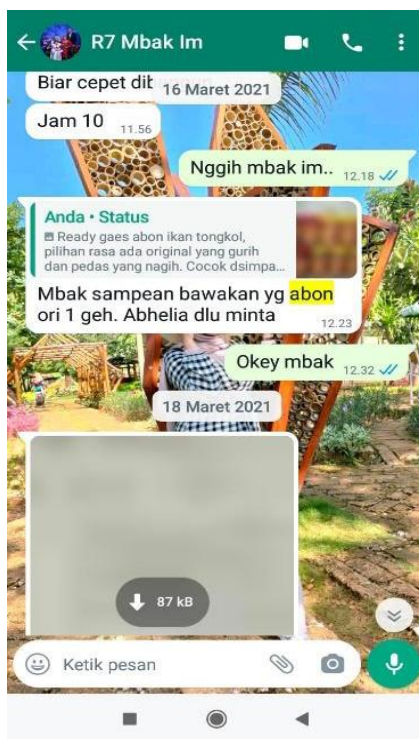 R7 Mbak Im
Biar cepet
16 Maret 2021
Jam 10 11.56
Nggih mbak im.. 12.18
Anda • Status
Ready gaes abon ikan tongkol,
pilihan rasa ada original yang gurih
dan pedas yang nagih. Cocok dsimpa...
Mbak sampean bawakan yg abon
ori 1 geh. Abhelia dlu minta
12.23
Okey mbak 12.32
18 Maret 2021
87 kB
Ketik pesan